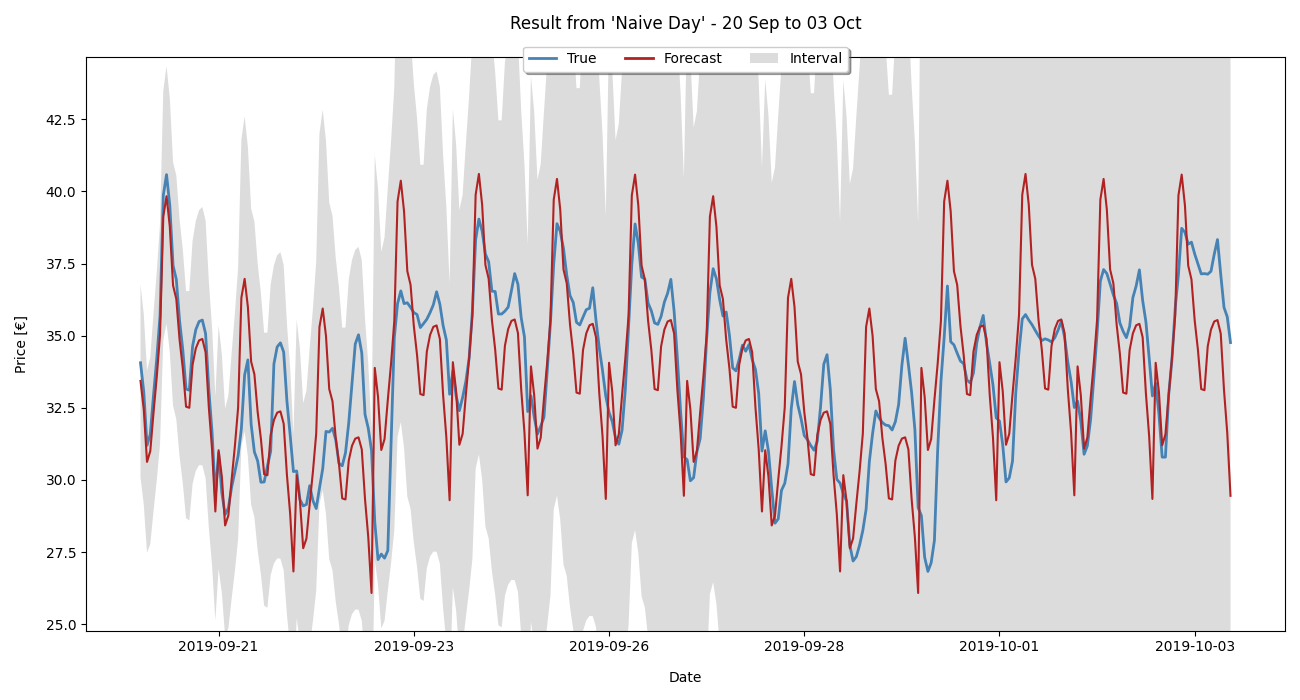 Result from 'Naive Day' - 20 Sep to 03 Oct
True Forecast Interval
42.5
40.0
37.5
35.0
32.5
30.0
27.5
25.0
Price [€]
2019-09-21 2019-09-23 2019-09-26 2019-09-28 2019-10-01 2019-10-03
Date